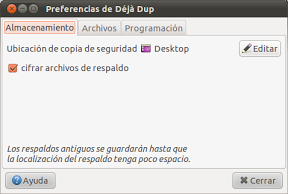 Preferencias de Déjà Dup
Almacenamiento Archivos Programación
Ubicación de copia de seguridad Desktop Editar
cifrar archivos de respaldo
Los respaldos antiguos se guardarán hasta que
la localización del respaldo tenga poco espacio.
Ayuda Cerrar